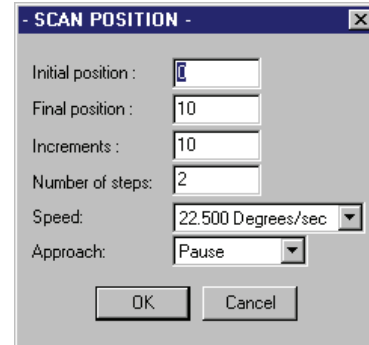 - SCAN POSITION -
Initial position : 0
Final position : 10
Increments : 10
Number of steps: 2
Speed: 22.500 Degrees/sec
Approach: Pause
OK Cancel